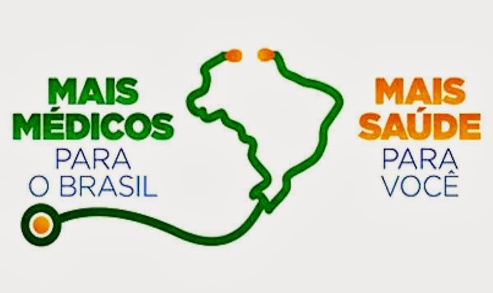 MAIS
MÉDICOS
PARA
O BRASIL
MAIS
SAÚDE
PARA
VOCÊ